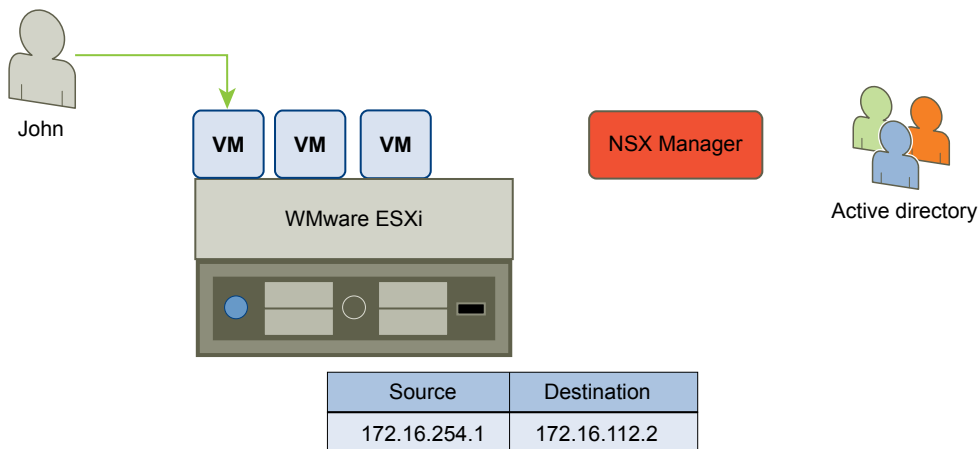 John
VM VM VM
NSX Manager
Active directory
WMware ESXi
Source Destination
172.16.254.1 172.16.112.2